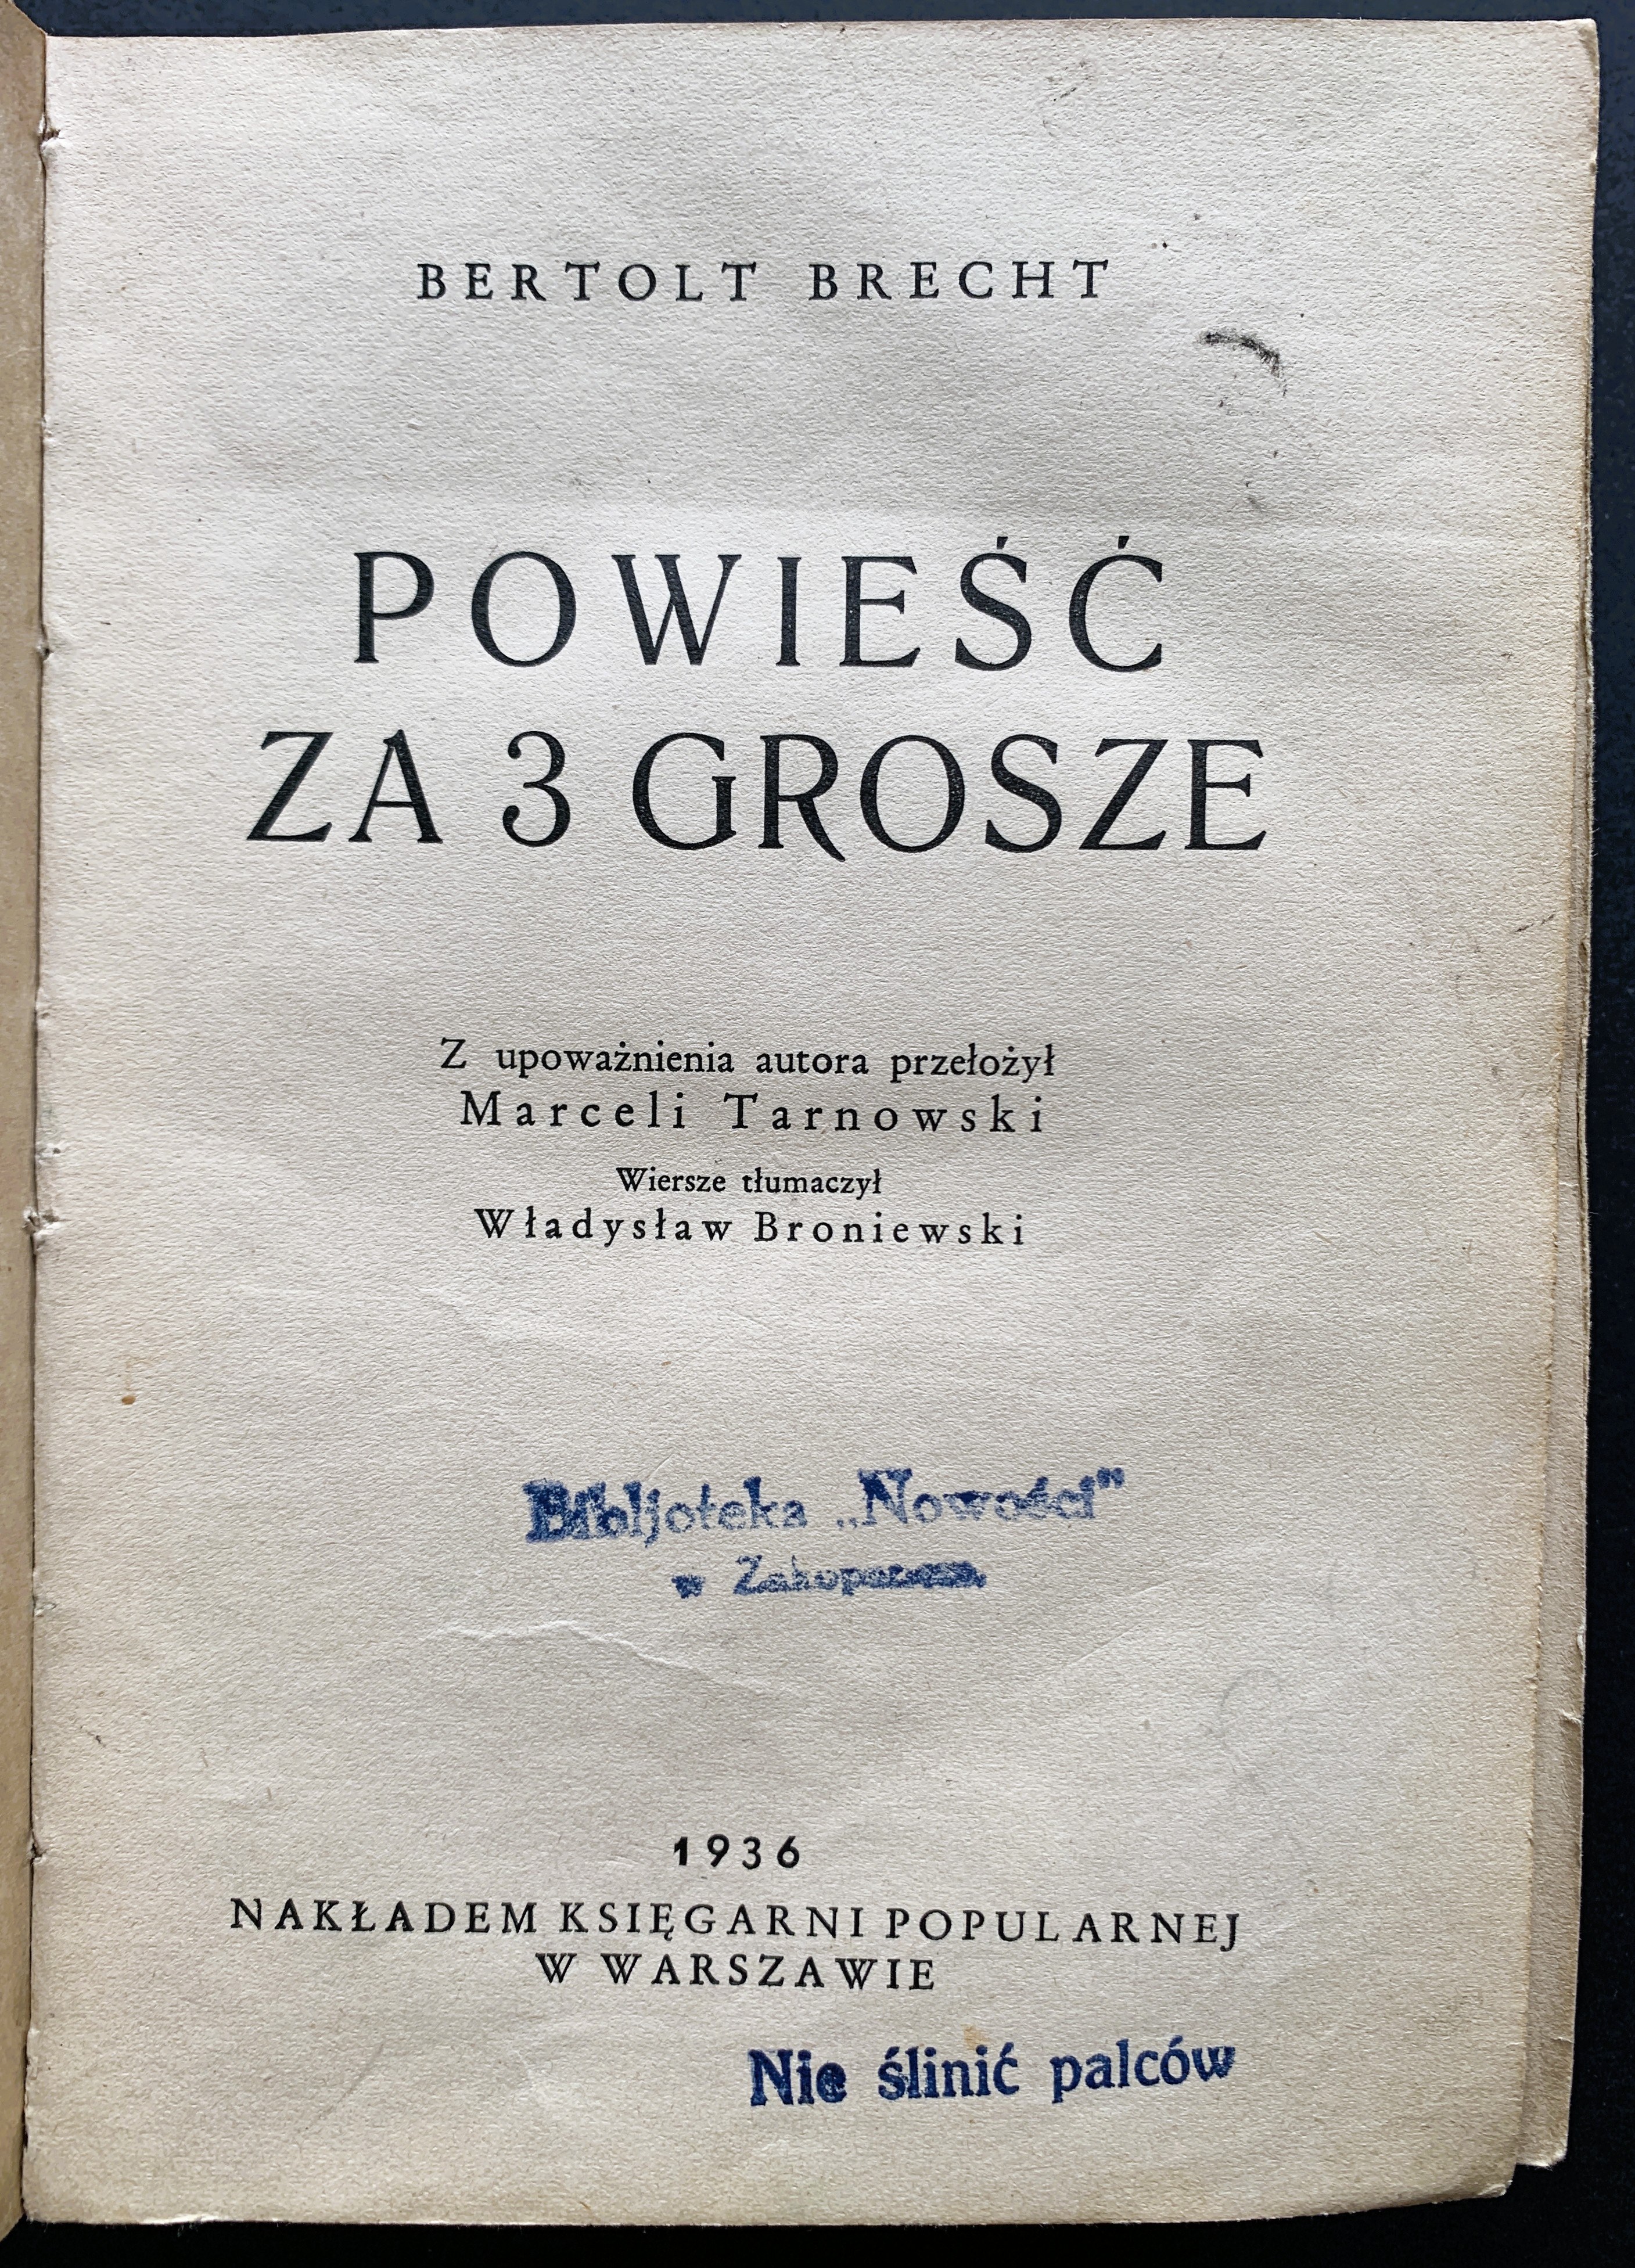 BERTOLT BRECHT
POWIEŚĆ
ZA 3 GROSZE
Z upoważnienia autora przełożył
Marceli Tarnowski
Wiersze tłumaczył
Władysław Broniewski
Bibljoteka „Nowości"
w
1936
NAKŁADEM KSIĘGARNI POPULARNEJ
W WARSZAWIE
Nie ślinić palców